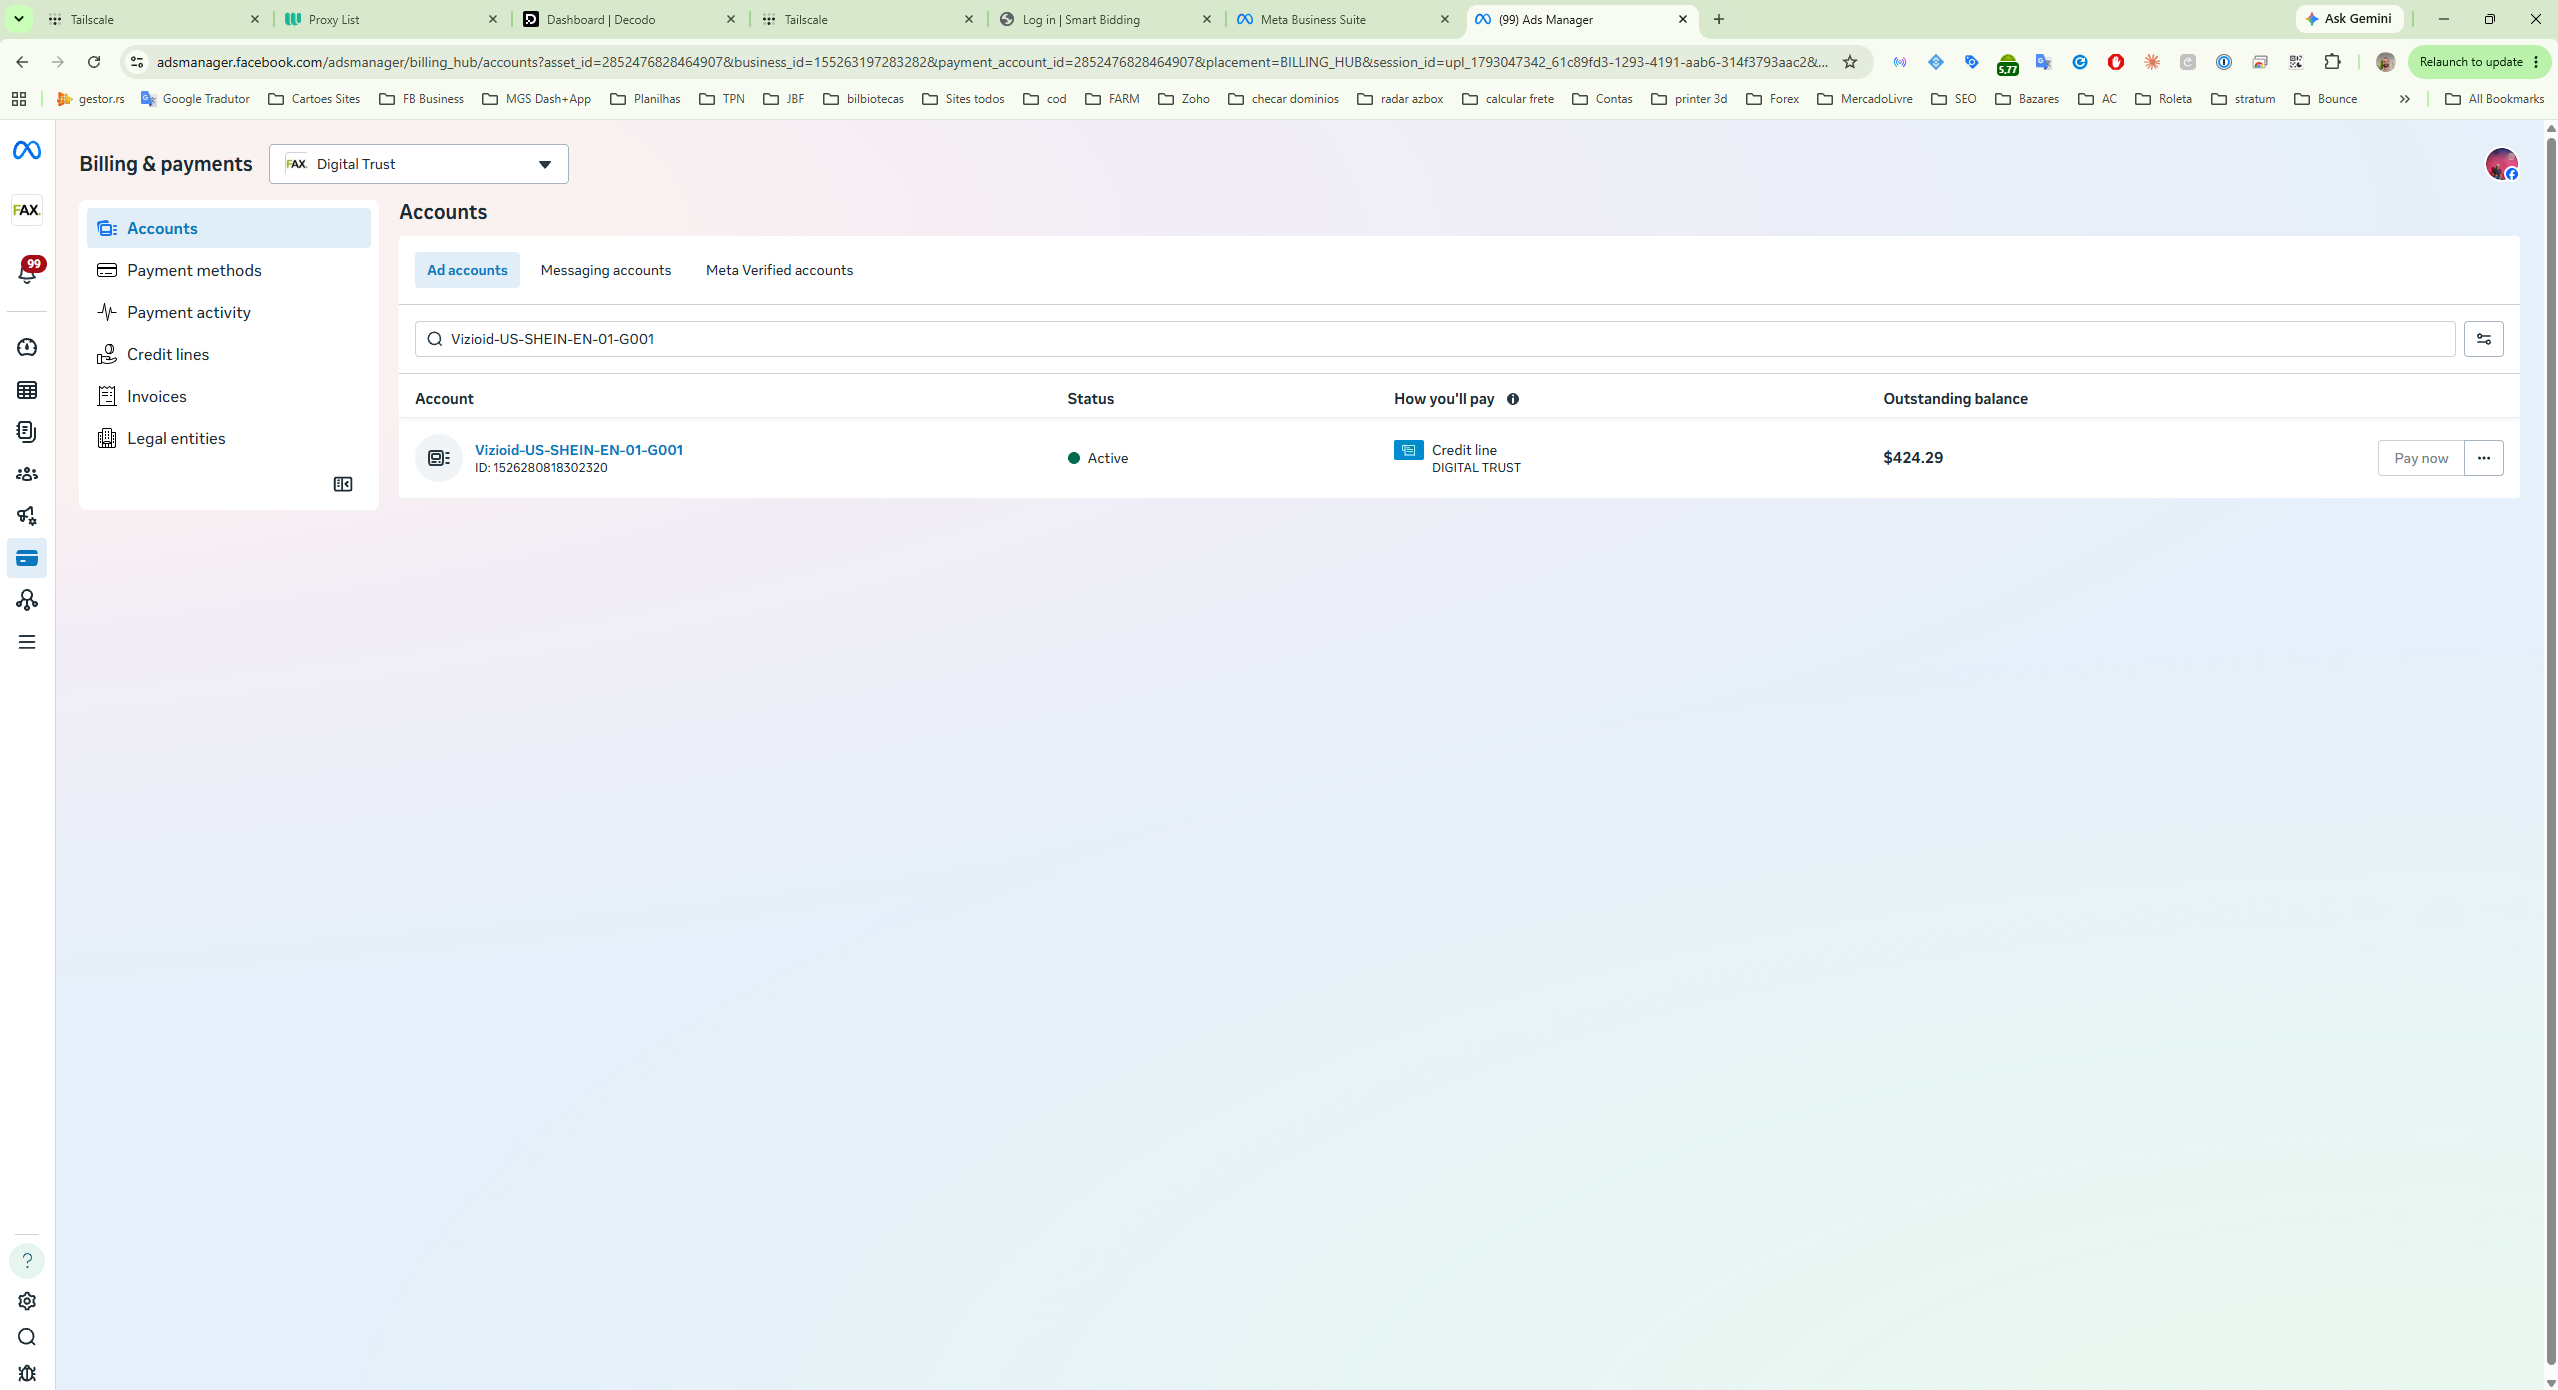 Tailscale
Proxy List
Dashboard | Decodo
Tailscale
Log in | Smart Bidding
Meta Business Suite
(99) Ads Manager
Ask Gemini
adsmanager.facebook.com/adsmanager/billing_hub/accounts?asset_id=2852476828464907&business_id=155263197283282&payment_account_id=2852476828464907&placement=BILLING_HUB&session_id=upl_1793047342_61c89fd3-1293-4191-aab6-314f3793aac2&...
5,77
Relaunch to update
gestor.rs
Google Tradutor
Cartoes Sites
FB Business
MGS Dash+App
Planilhas
TPN
JBF
bilbiotecas
Sites todos
cod
FARM
Zoho
checar dominios
radar azbox
calcular frete
Contas
printer 3d
Forex
MercadoLivre
SEO
Bazares
AC
Roleta
stratum
Bounce
All Bookmarks
Billing & payments
FAX.
Digital Trust
FAX.
99
Accounts
Payment methods
Payment activity
Credit lines
Invoices
Legal entities
Accounts
Ad accounts
Messaging accounts
Meta Verified accounts
Vizioid-US-SHEIN-EN-01-G001
Account
Status
How you'll pay
Outstanding balance
Vizioid-US-SHEIN-EN-01-G001
ID: 1526280818302320
Active
Credit line
DIGITAL TRUST
$424.29
Pay now